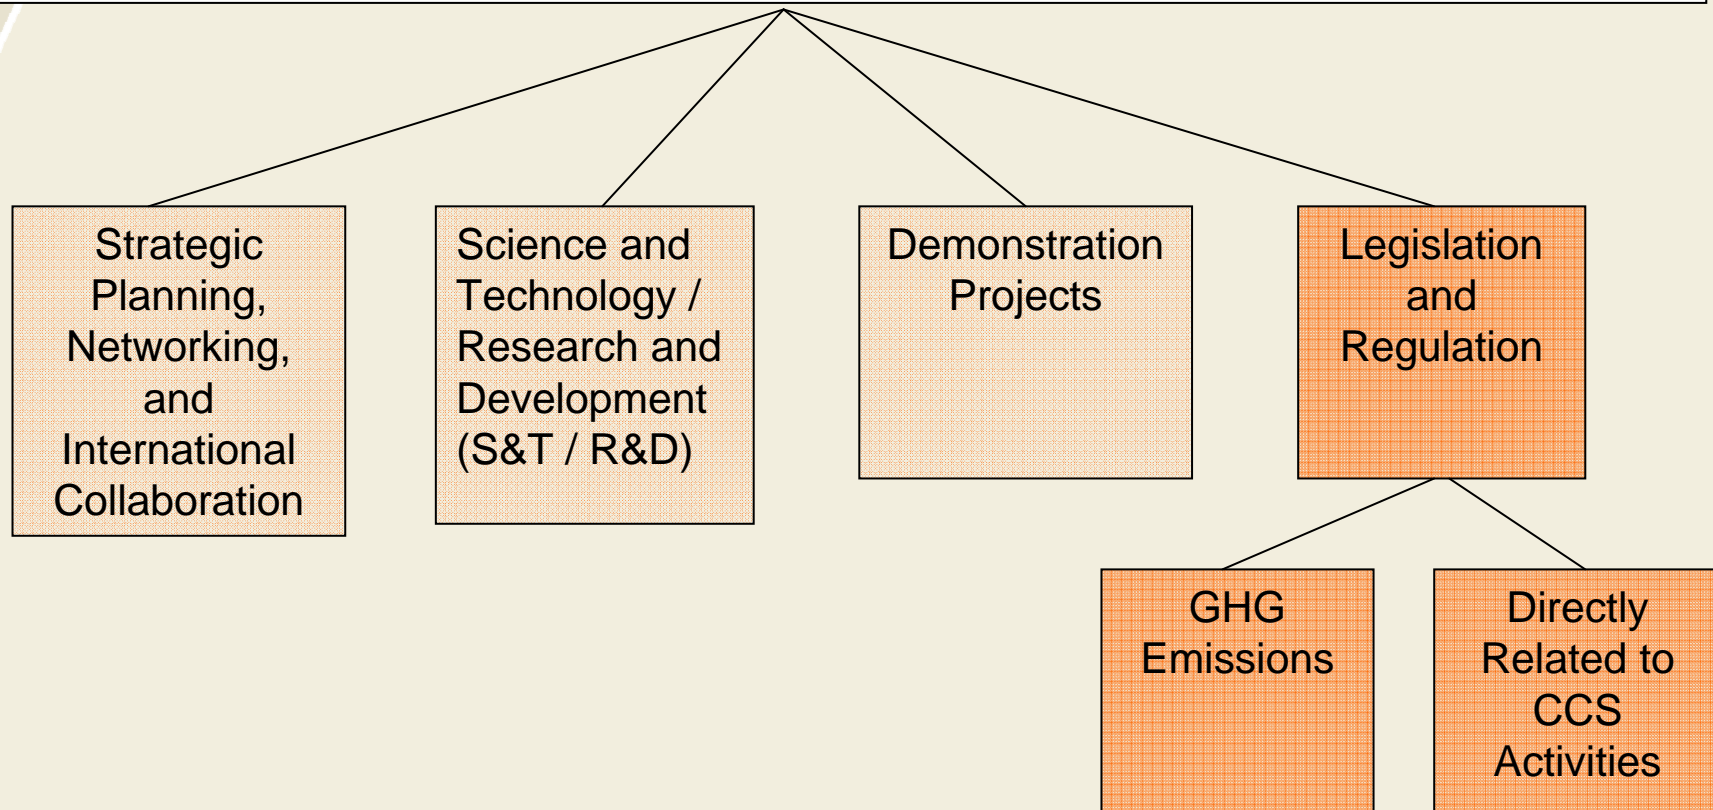 Strategic
Planning,
Networking,
and
International
Collaboration
Science and
Technology /
Research and
Development
(S&T / R&D)
Demonstration
Projects
Legislation
and
Regulation
GHG
Emissions
Directly
Related to
CCS
Activities